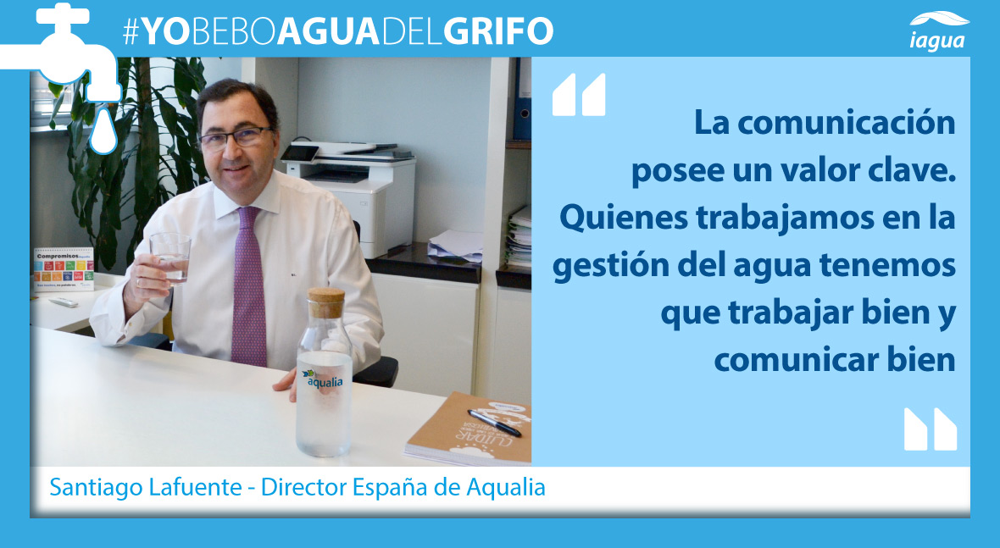 #YOBEBOAGUADELGRIFO
iagua
La comunicación
posee un valor clave.
Quienes trabajamos en la
gestión del agua tenemos
que trabajar bien y
comunicar bien
Compromisos
aqualia
CUIDAR
Santiago Lafuente - Director España de Aqualia